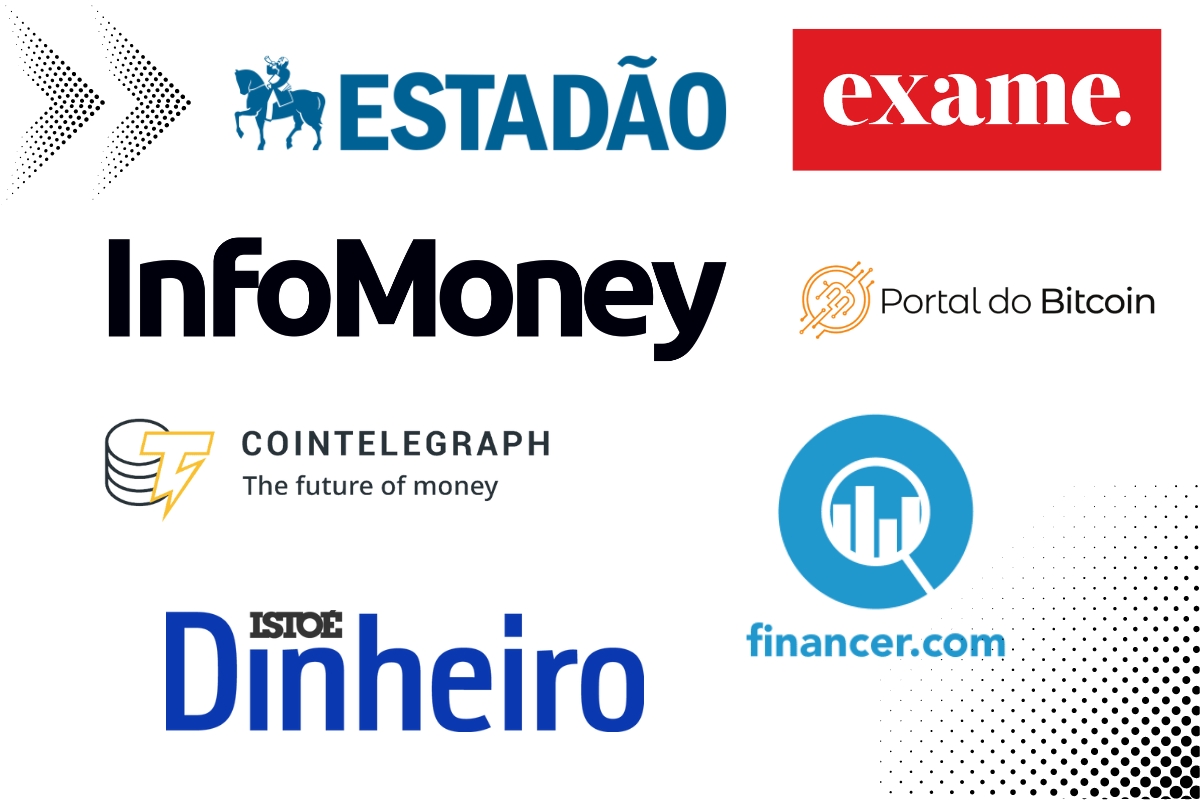 ESTADÃO
exame.
InfoMoney
Portal do Bitcoin
COINTELEGRAPH
The future of money
financer.com
ISTOÉ
Dinheiro